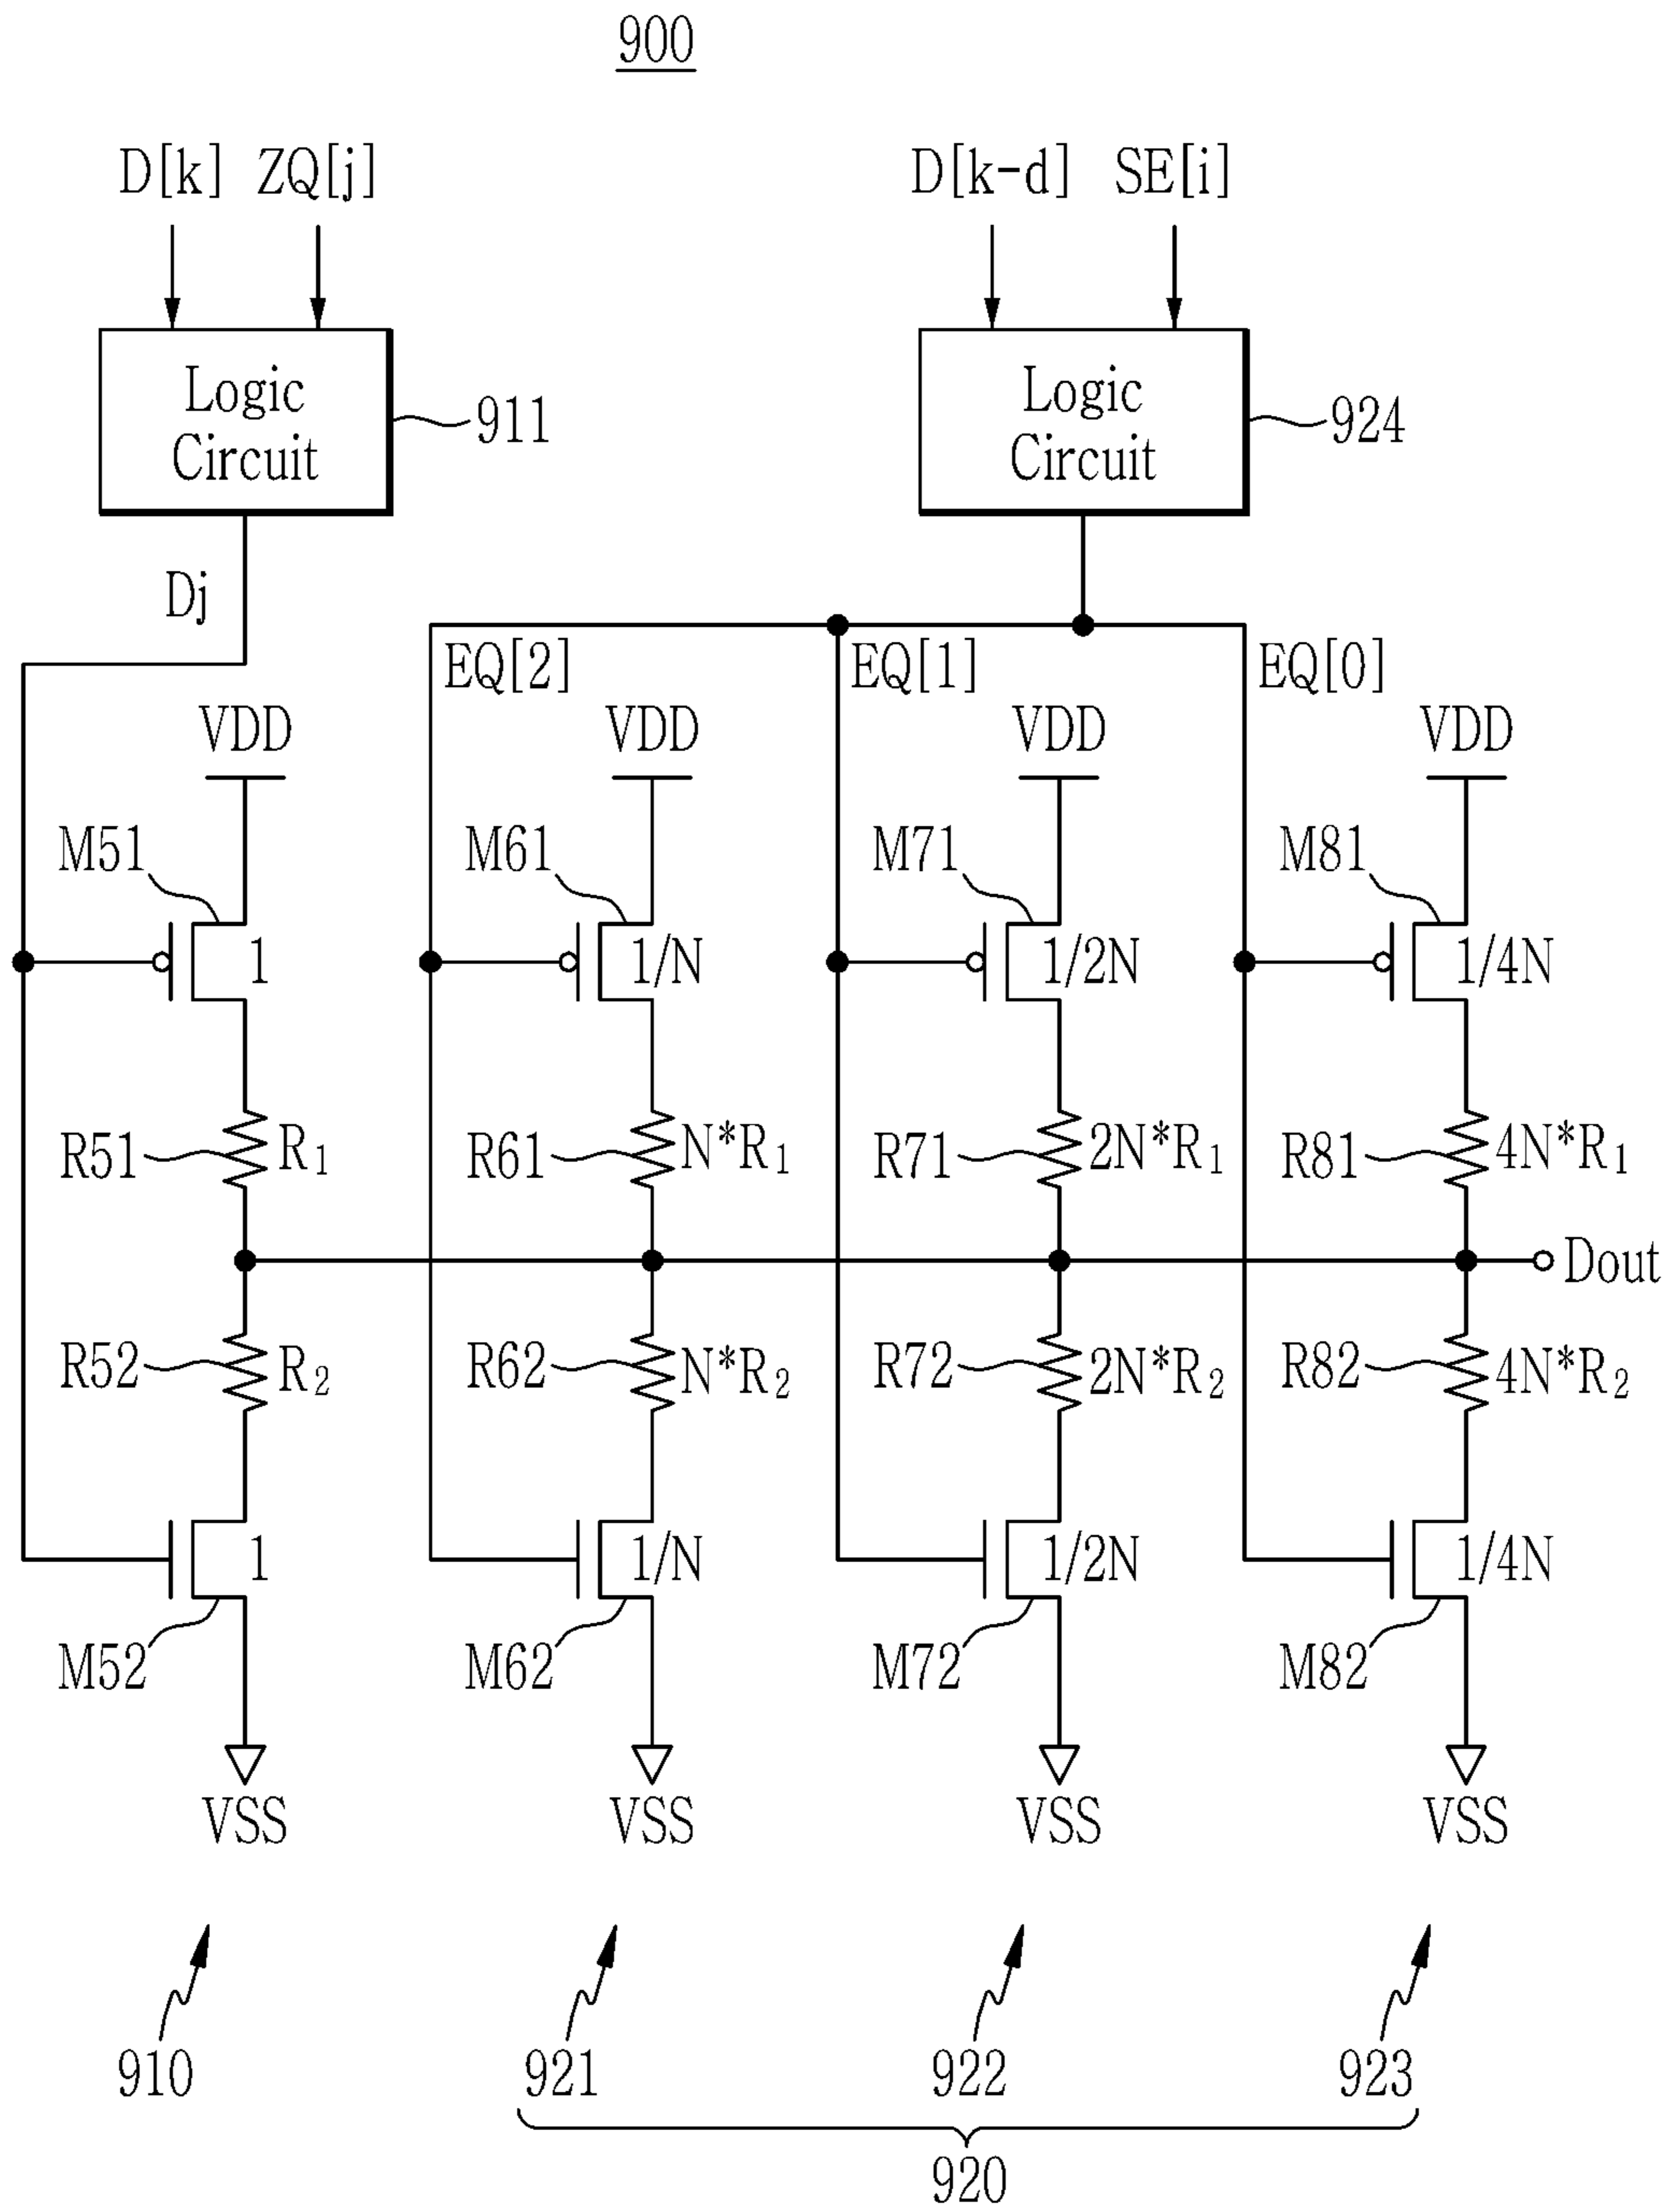 900
D[k] ZQ[j] D[k-d] SE[i]
Logic
Circuit
911
Logic
Circuit
924
Dj
EQ[2] EQ[1] EQ[0]
VDD VDD VDD VDD
M51 M61 M71 M81
1 1/N 1/2N 1/4N
R51 R₁ R61 N*R₁ R71 2N*R₁ R81 4N*R₁
Dout
R52 R₂ R62 N*R₂ R72 2N*R₂ R82 4N*R₂
1 1/N 1/2N 1/4N
M52 M62 M72 M82
VSS VSS VSS VSS
910 921 922 923
920